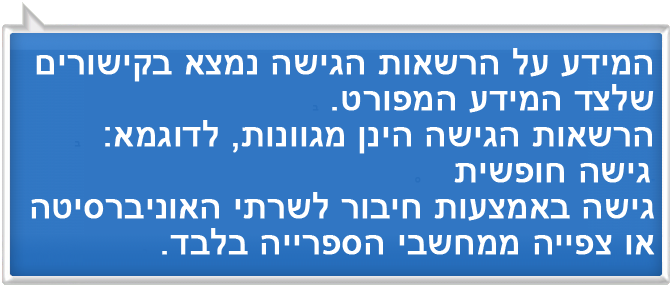 המידע על הרשאות הגישה נמצא בקישורים
שלצד המידע המפורט.
הרשאות הגישה הינן מגוונות, לדוגמא:
גישה חופשית
גישה באמצעות חיבור לשרתי האוניברסיטה
או צפייה ממחשבי הספרייה בלבד.